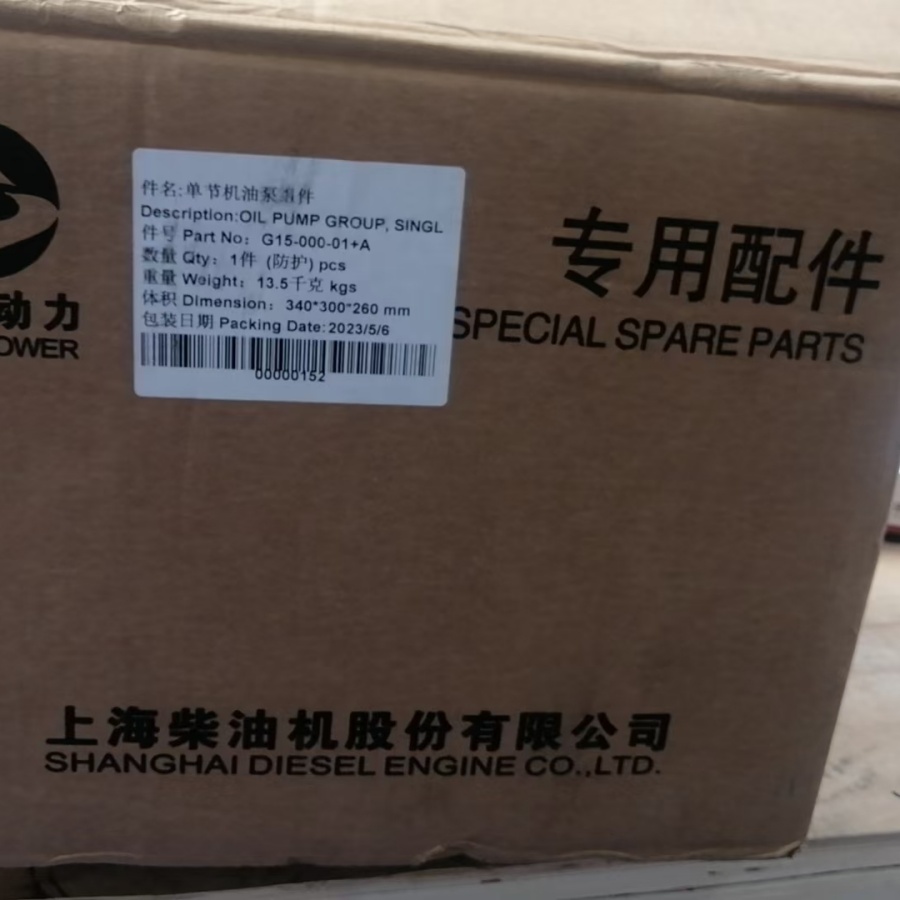 件名:单节机油泵组件
Description:OIL PUMP GROUP, SINGL
件号 Part No: G15-000-01+A
数量 Qty: 1件 (防护) pcs
重量 Weight: 13.5千克 kgs
体积 Dimension: 340*300*260 mm
包装日期 Packing Date: 2023/5/6
00000152
动力
OWER
专用配件
SPECIAL SPARE PARTS
上海柴油机股份有限公司
SHANGHAI DIESEL ENGINE CO.,LTD.